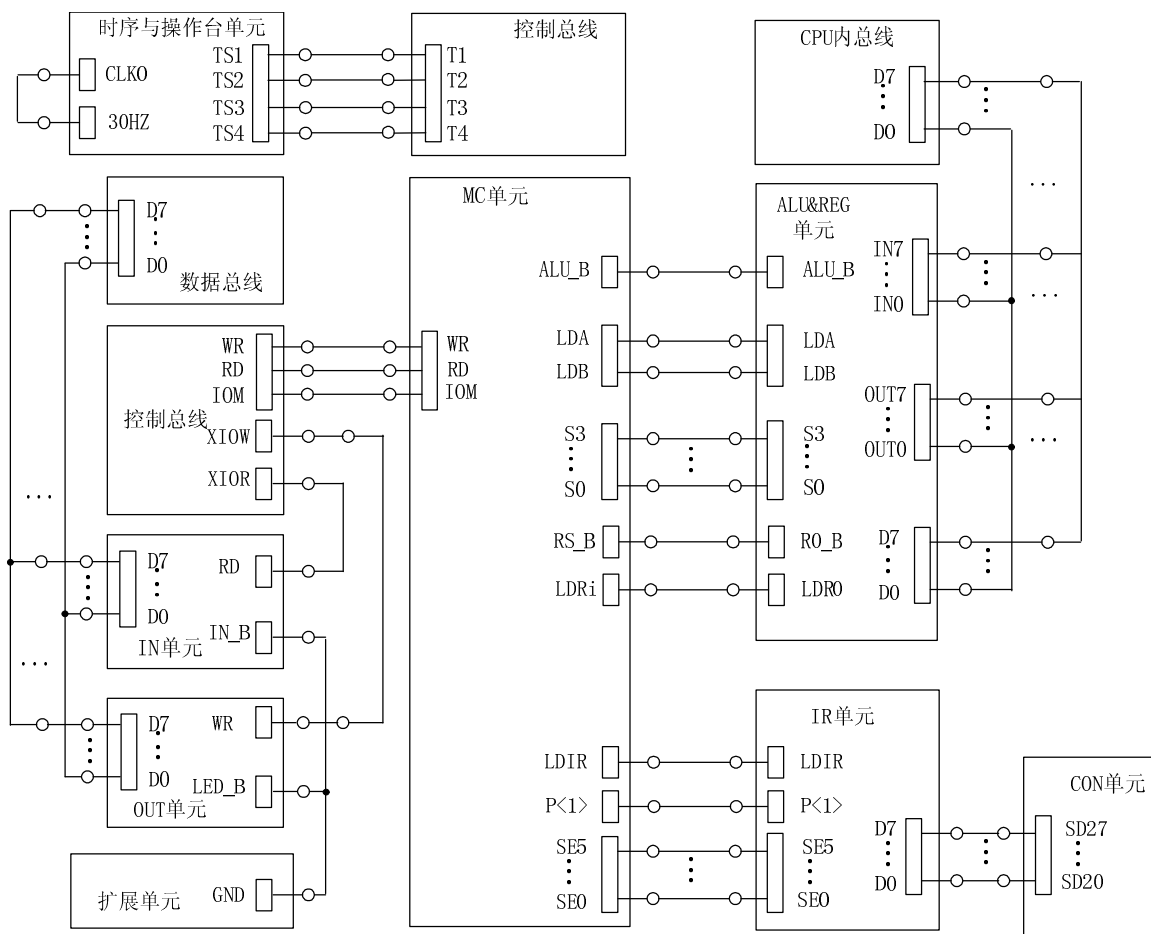 时序与操作台单元
CLK0
30HZ
TS1
TS2
TS3
TS4
控制总线
T1
T2
T3
T4
CPU内总线
D7
D0
D7
D0
数据总线
控制总线
WR
RD
IOM
XIOW
XIOR
MC单元
WR
RD
IOM
ALU_B
LDA
LDB
S3
S0
RS_B
LDRi
LDIR
P<1>
SE5
SE0
ALU&REG
单元
ALU_B
LDA
LDB
S3
S0
R0_B
LDR0
IN7
IN0
OUT7
OUT0
D7
D0
...
...
...
...
...
D7
D0
RD
IN_B
IN单元
D7
D0
WR
LED_B
OUT单元
扩展单元
GND
IR单元
LDIR
P<1>
SE5
SE0
D7
D0
CON单元
SD27
SD20